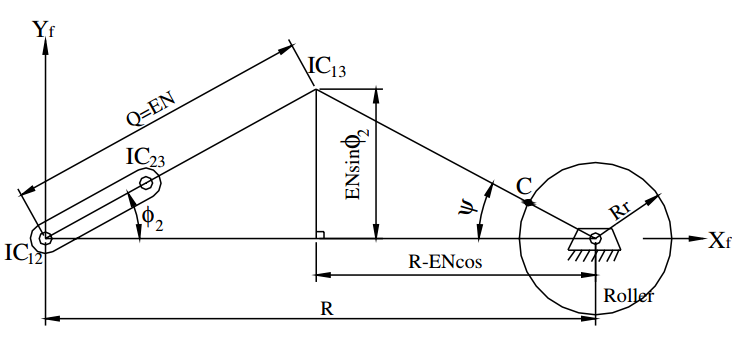 Yf
IC13
Q=EN
IC23
ENsinϕ2
ϕ2
ψ
C
Rr
IC12
Xf
R-ENcos
Roller
R